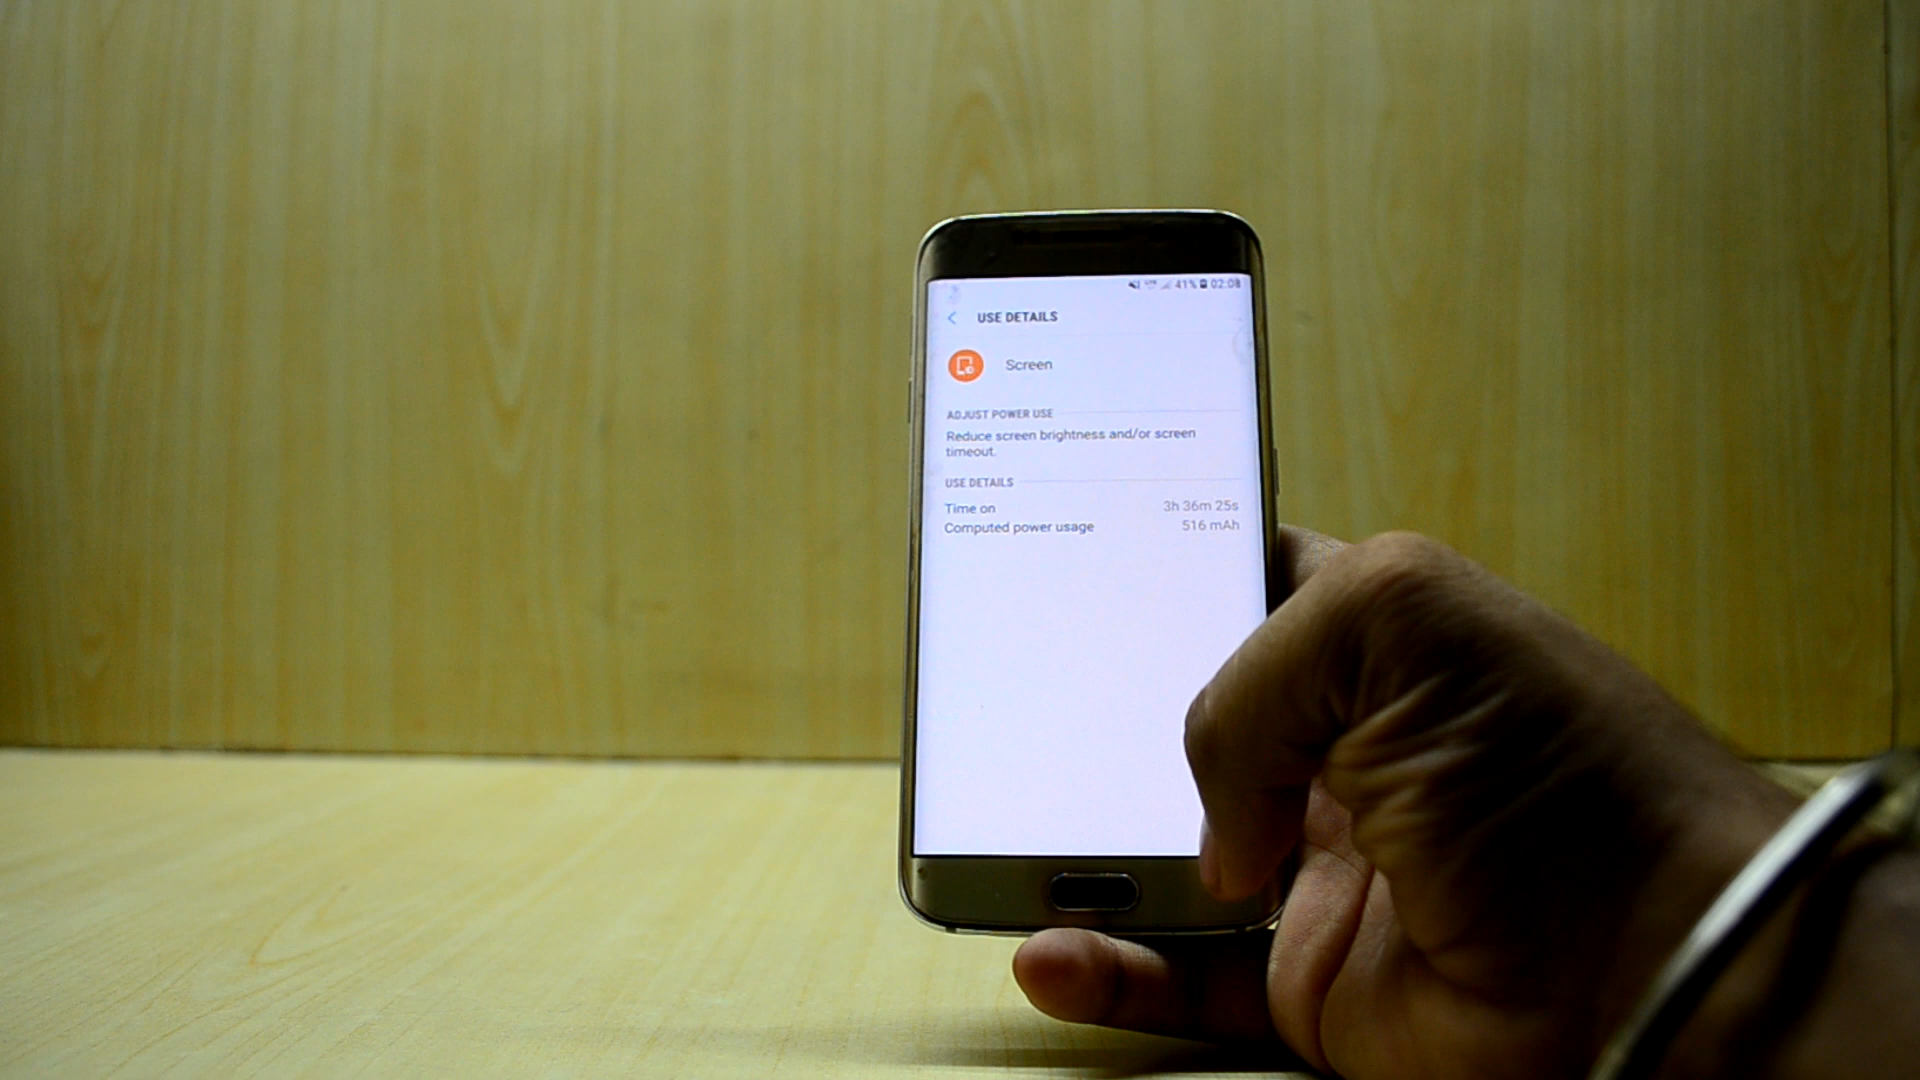 41% 02:08
USE DETAILS
Screen
ADJUST POWER USE
Reduce screen brightness and/or screen
timeout.
USE DETAILS
Time on 3h 36m 25s
Computed power usage 516 mAh